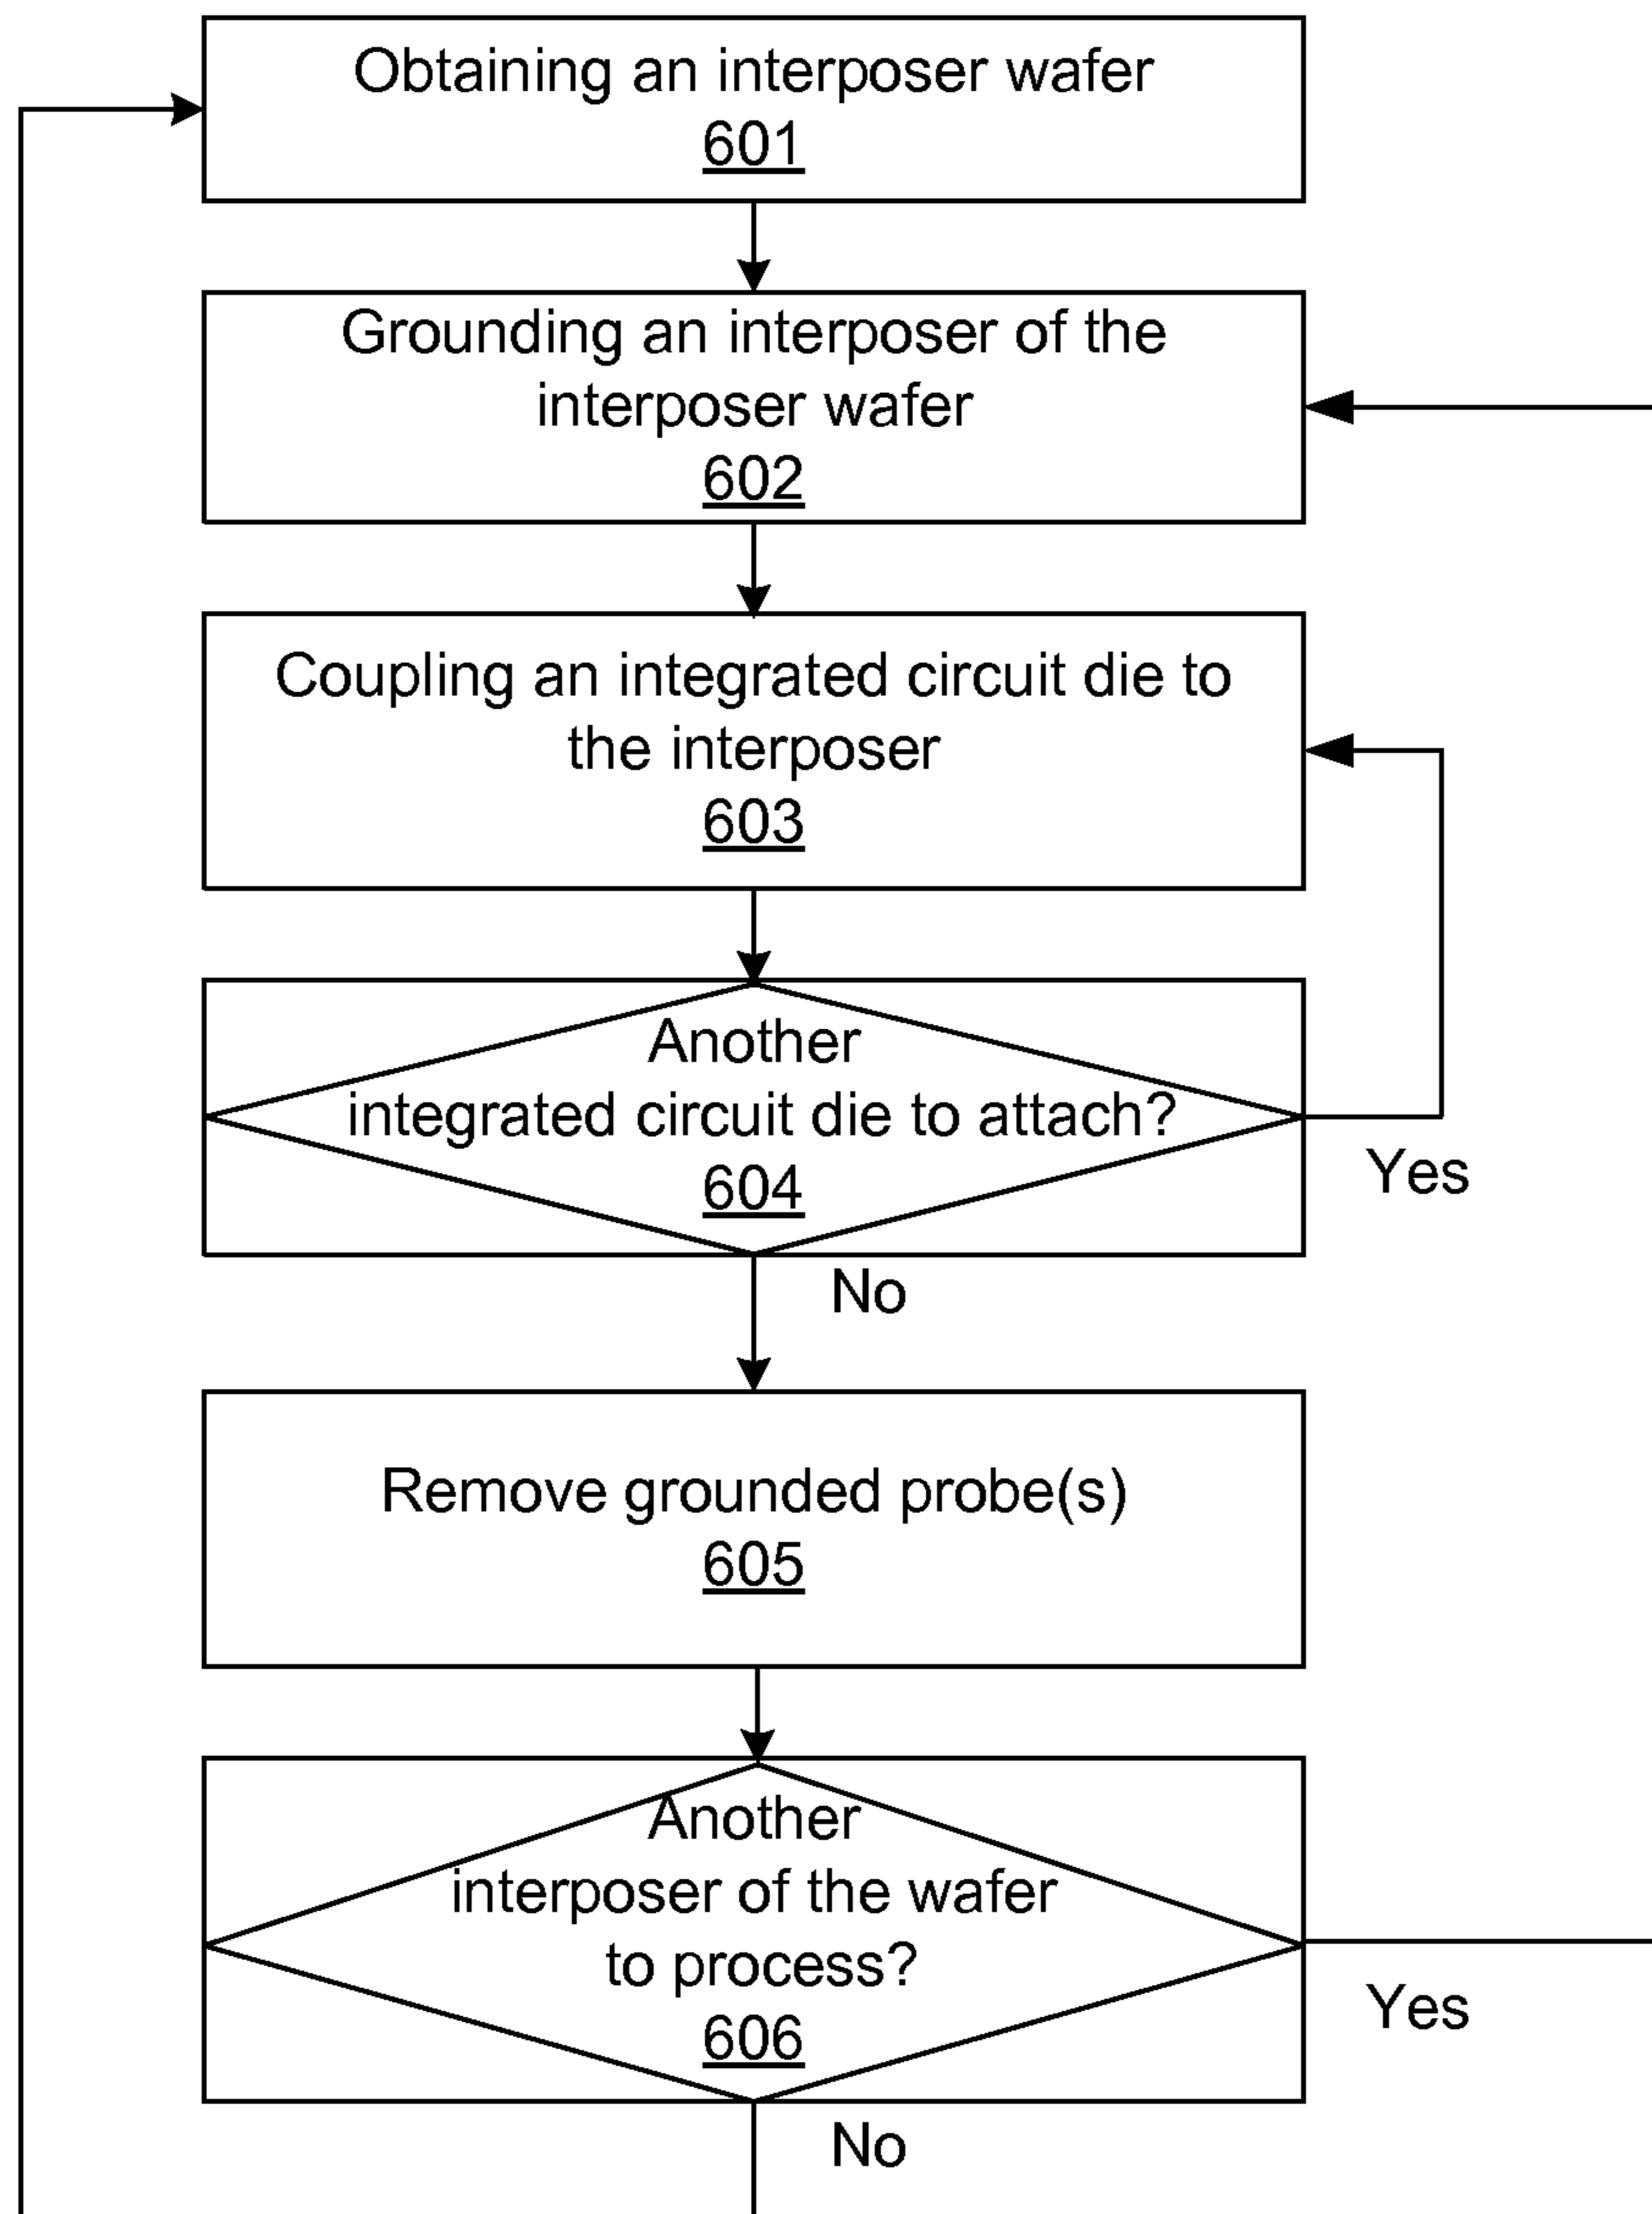 Obtaining an interposer wafer
601
Grounding an interposer of the
interposer wafer
602
Coupling an integrated circuit die to
the interposer
603
Another
integrated circuit die to attach?
604
Yes
No
Remove grounded probe(s)
605
Another
interposer of the wafer
to process?
606
Yes
No